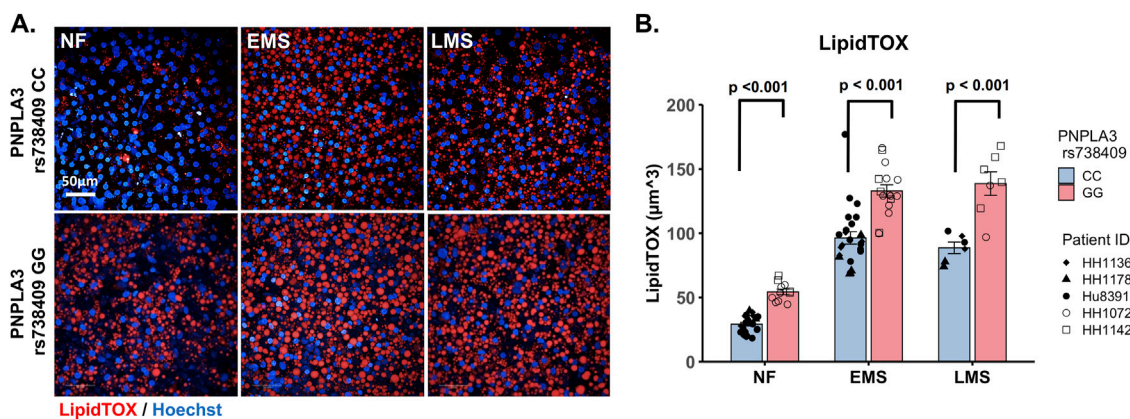 A.
NF
EMS
LMS
PNPLA3
rs738409 CC
50μm
PNPLA3
rs738409 GG
LipidTOX / Hoechst
B.
LipidTOX
p <0.001
p < 0.001
p < 0.001
LipidTOX (μm^3)
200
150
100
50
0
NF
EMS
LMS
PNPLA3
rs738409
CC
GG
Patient ID
HH1136
HH1178
Hu8391
HH1072
HH1142